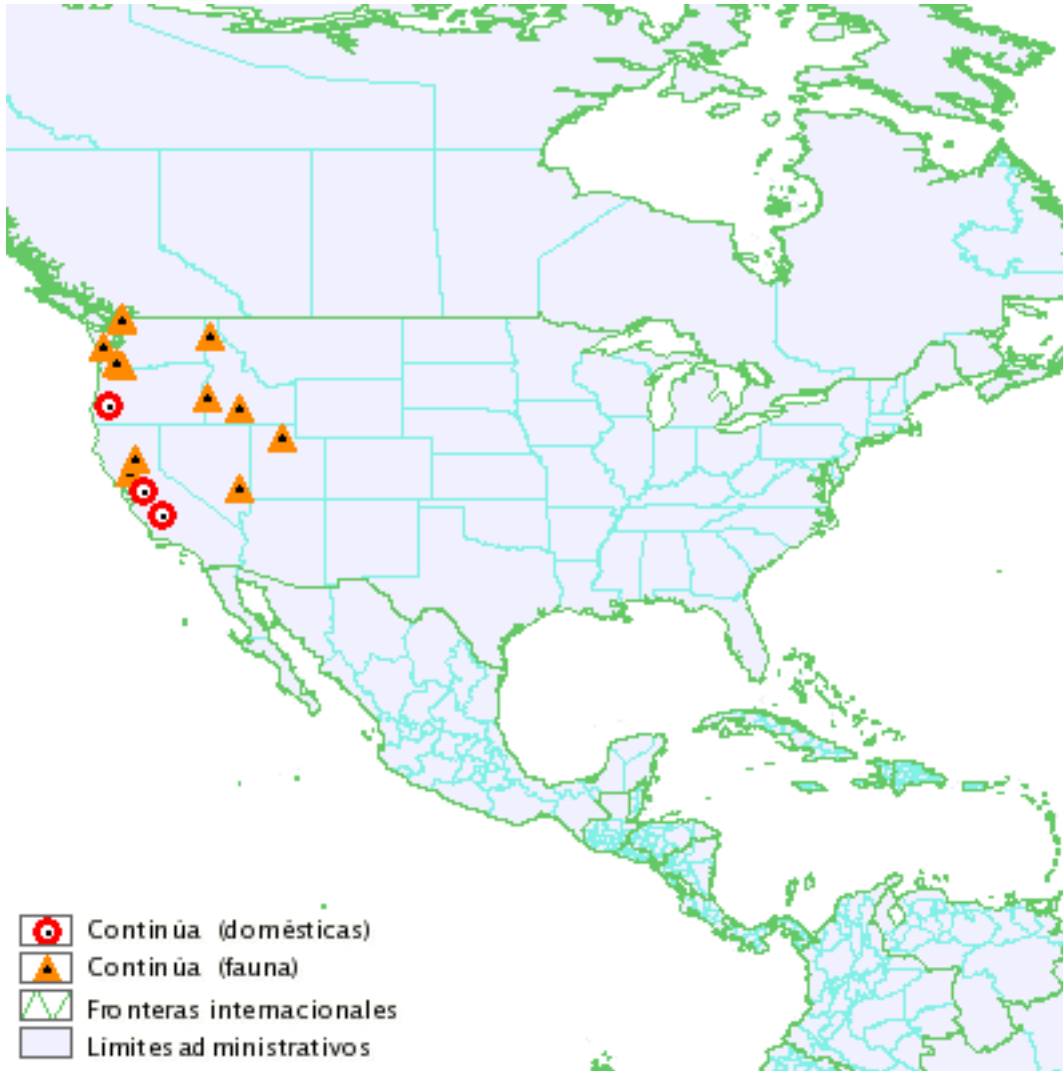 Continúa (domésticas)
Continúa (fauna)
Fronteras internacionales
Límites administrativos